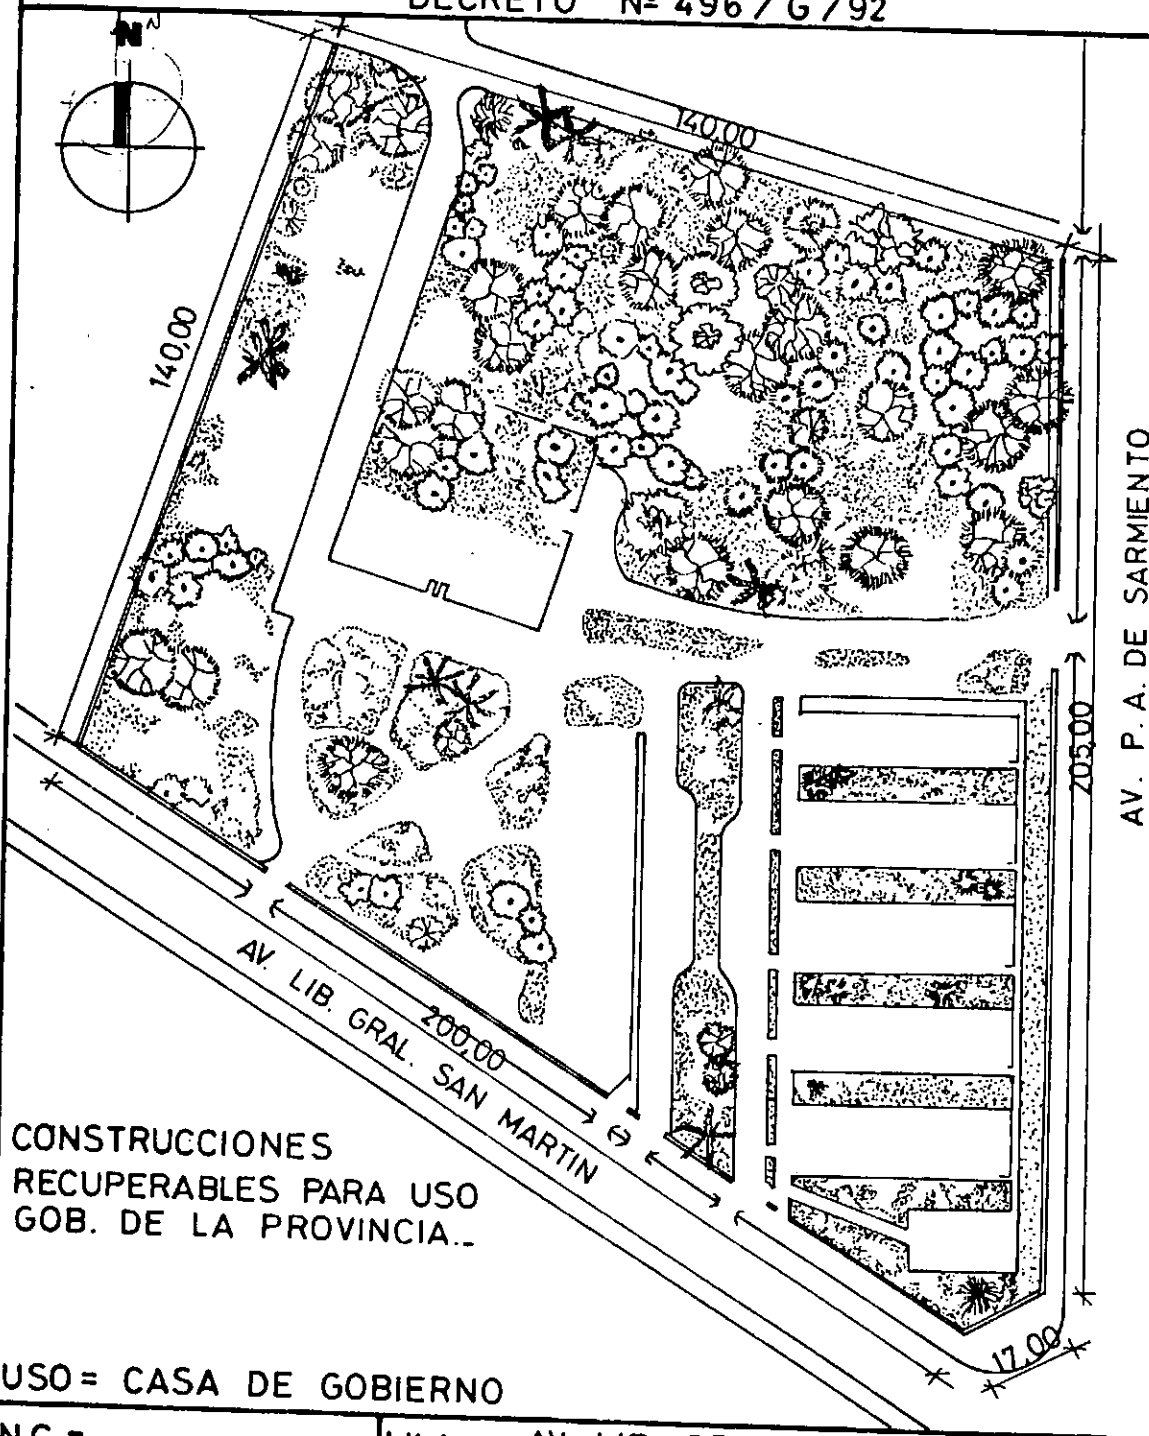 DECRETO Nº 496/G/92
N
140,00
140,00
AV. P. A. DE SARMIENTO
205,00
AV. LIB. GRAL. SAN MARTIN
200,00
CONSTRUCCIONES
RECUPERABLES PARA USO
GOB. DE LA PROVINCIA._
17,00
USO= CASA DE GOBIERNO